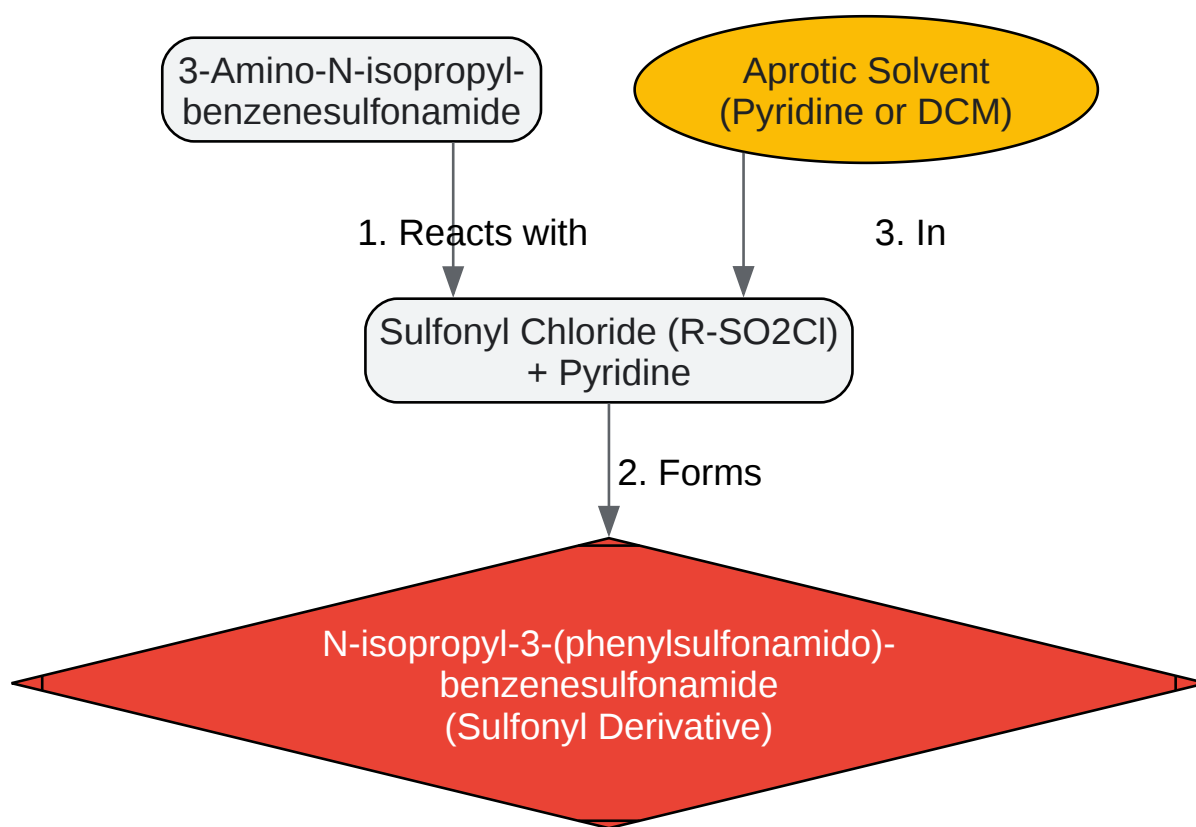 3-Amino-N-isopropyl-
benzenesulfonamide
Aprotic Solvent
(Pyridine or DCM)
1. Reacts with
3. In
Sulfonyl Chloride (R-SO2Cl)
+ Pyridine
2. Forms
N-isopropyl-3-(phenylsulfonamido)-
benzenesulfonamide
(Sulfonyl Derivative)